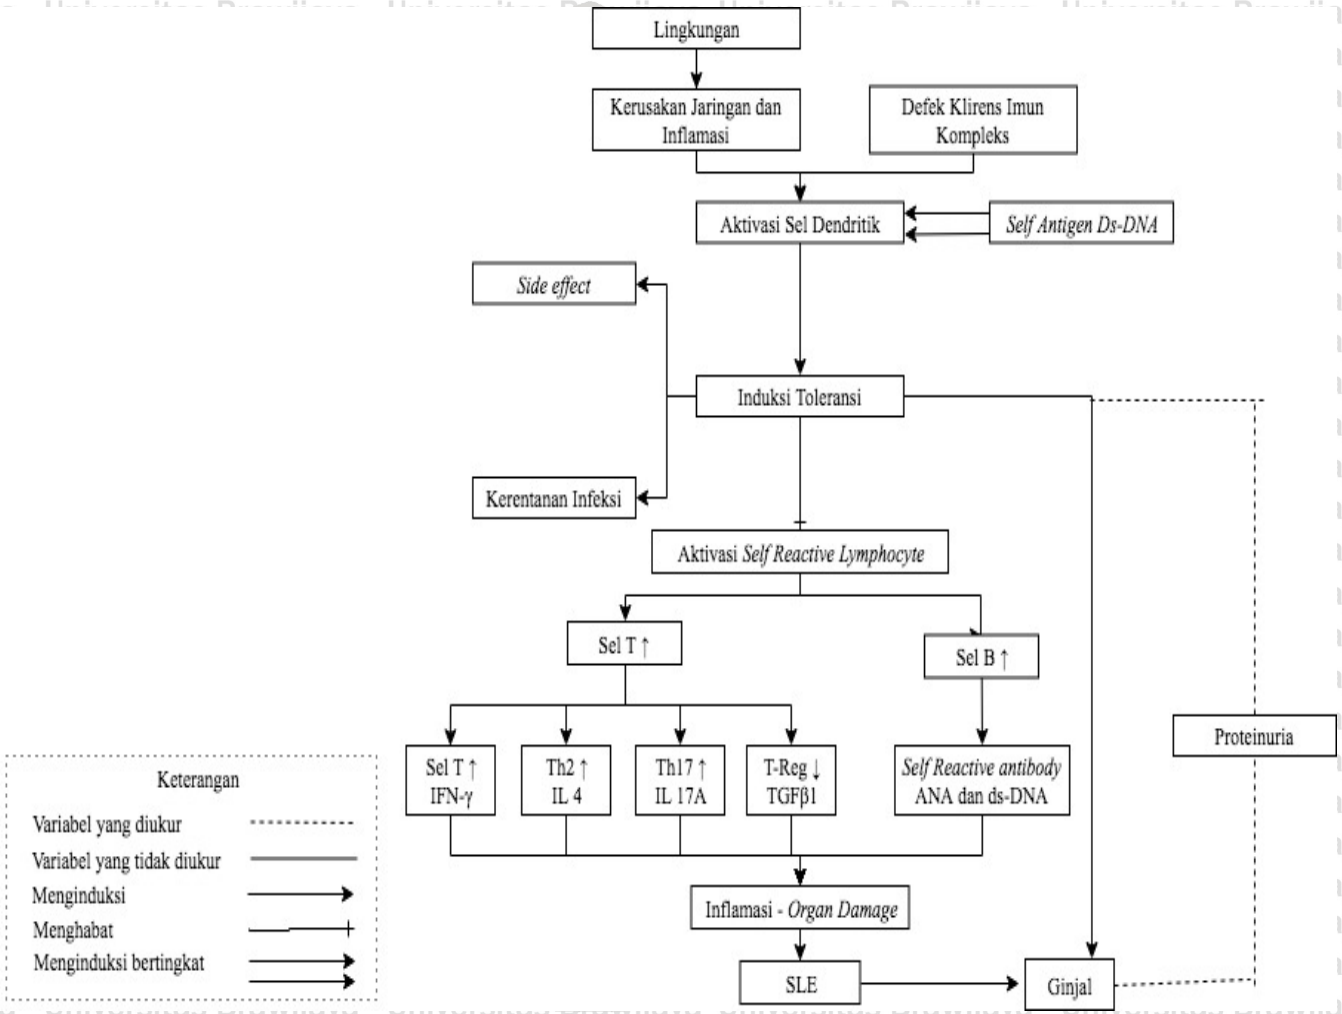 Lingkungan
Kerusakan Jaringan dan
Inflamasi
Defek Klirens Imun
Kompleks
Aktivasi Sel Dendritik
Self Antigen Ds-DNA
Side effect
Induksi Toleransi
Kerentanan Infeksi
Aktivasi Self Reactive Lymphocyte
Sel T ↑
Sel B ↑
Sel T ↑
IFN-γ
Th2 ↑
IL 4
Th17 ↑
IL 17A
T-Reg ↓
TGFβ1
Self Reactive antibody
ANA dan ds-DNA
Proteinuria
Inflamasi - Organ Damage
SLE
Ginjal
Keterangan
Variabel yang diukur
Variabel yang tidak diukur
Menginduksi
Menghabat
Menginduksi bertingkat